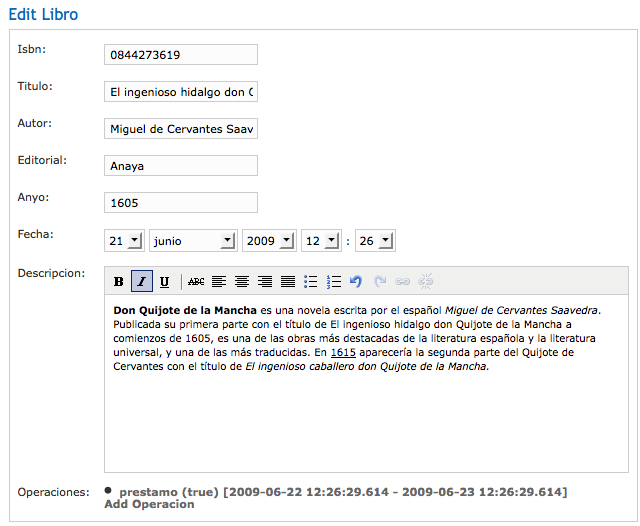 Edit Libro
Isbn: 0844273619
Titulo: El ingenioso hidalgo don
Autor: Miguel de Cervantes Saav
Editorial: Anaya
Anyo: 1605
Fecha: 21 junio 2009 12 : 26
Descripcion:
B I U ABC
Don Quijote de la Mancha es una novela escrita por el español Miguel de Cervantes Saavedra.
Publicada su primera parte con el título de El ingenioso hidalgo don Quijote de la Mancha a
comienzos de 1605, es una de las obras más destacadas de la literatura española y la literatura
universal, y una de las más traducidas. En 1615 aparecería la segunda parte del Quijote de
Cervantes con el título de El ingenioso caballero don Quijote de la Mancha.
Operaciones: • prestamo (true) [2009-06-22 12:26:29.614 - 2009-06-23 12:26:29.614]
Add Operacion